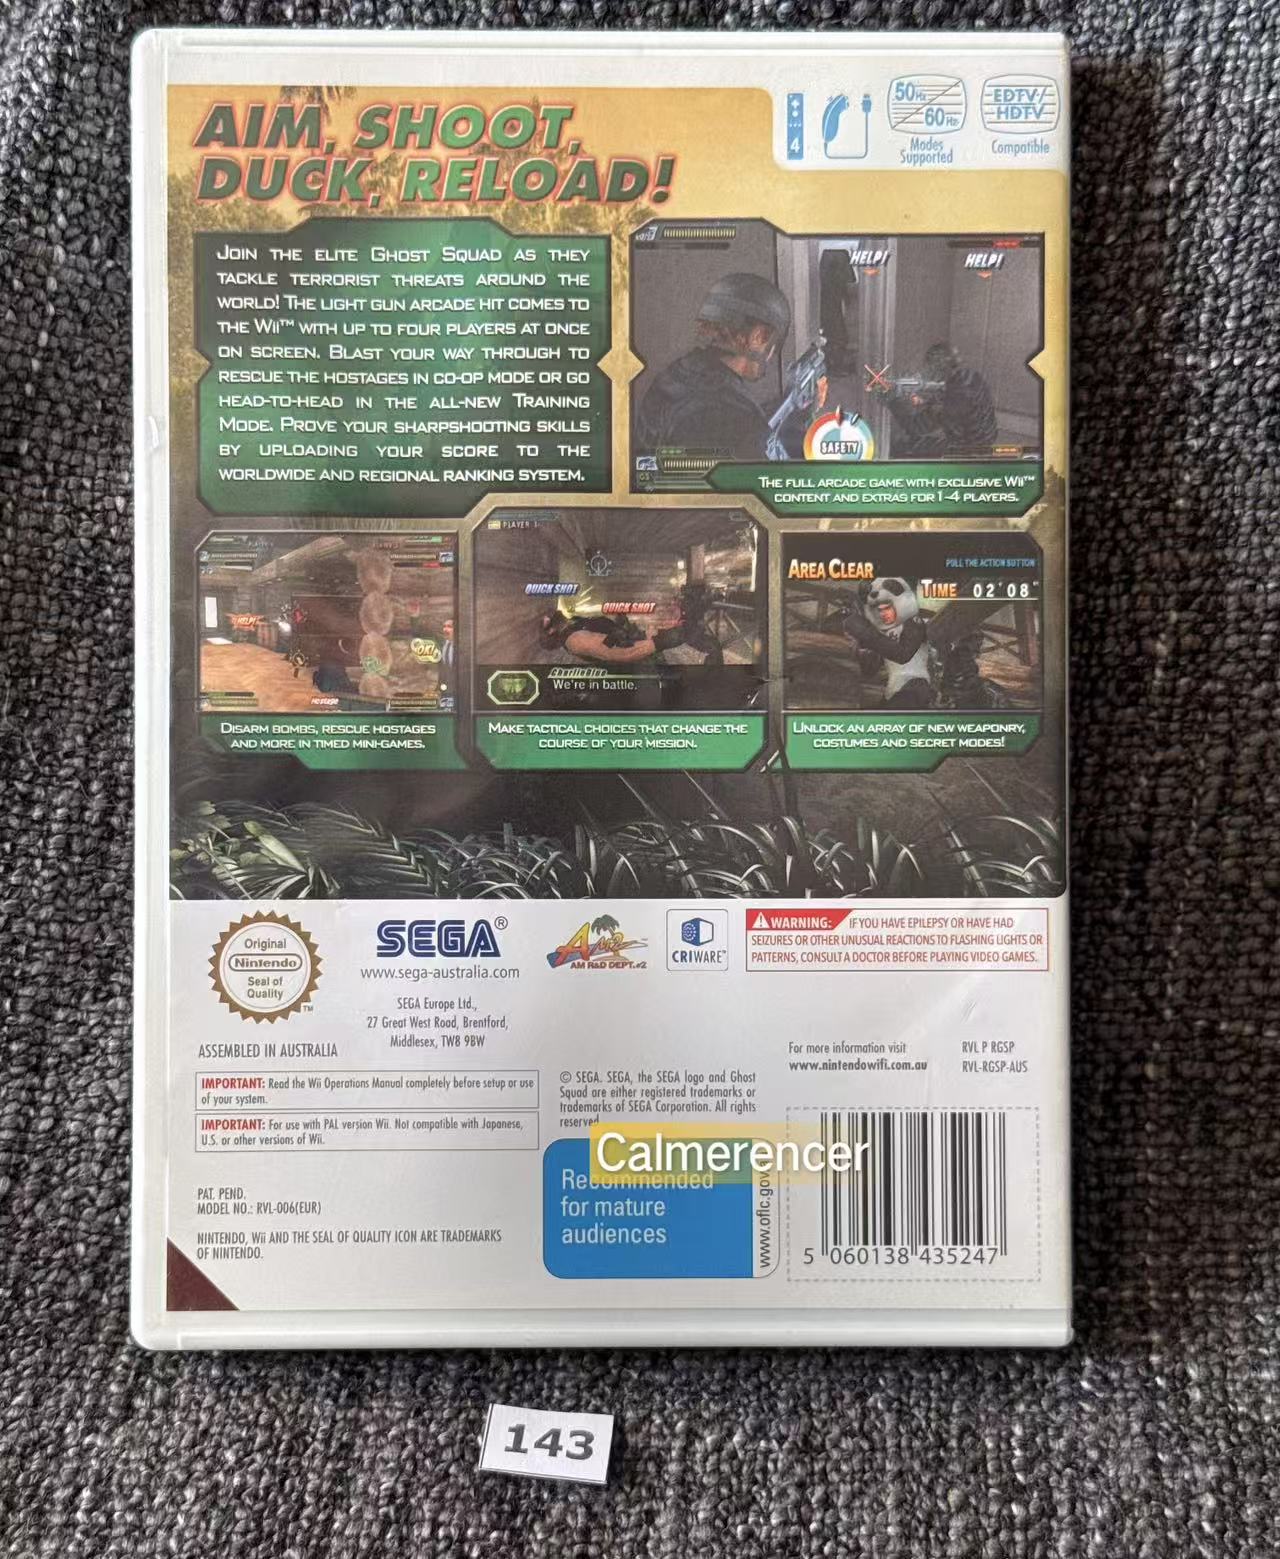 AIM, SHOOT,
DUCK, RELOAD!
4
50Hz
60Hz
Modes
Supported
EDTV/
HDTV
Compatible
JOIN THE ELITE GHOST SQUAD AS THEY
TACKLE TERRORIST THREATS AROUND THE
WORLD! THE LIGHT GUN ARCADE HIT COMES TO
THE Wii™ WITH UP TO FOUR PLAYERS AT ONCE
ON SCREEN. BLAST YOUR WAY THROUGH TO
RESCUE THE HOSTAGES IN CO-OP MODE OR GO
HEAD-TO-HEAD IN THE ALL-NEW TRAINING
MODE. PROVE YOUR SHARPSHOOTING SKILLS
BY UPLOADING YOUR SCORE TO THE
WORLDWIDE AND REGIONAL RANKING SYSTEM.
HELP!
HELP!
SAFETY
THE FULL ARCADE GAME WITH EXCLUSIVE Wii™
CONTENT AND EXTRAS FOR 1-4 PLAYERS.
HELP!
OK!
HOSTAGE
DISARM BOMBS, RESCUE HOSTAGES
AND MORE IN TIMED MINI-GAMES.
PLAYER 1
QUICK SHOT
QUICK SHOT
CharlieBlue
We're in battle.
MAKE TACTICAL CHOICES THAT CHANGE THE
COURSE OF YOUR MISSION.
PULL THE ACTION BUTTON
AREA CLEAR
TIME 02'08"
UNLOCK AN ARRAY OF NEW WEAPONRY,
COSTUMES AND SECRET MODES!
Original
Nintendo
Seal of
Quality
TM
SEGA®
www.sega-australia.com
SEGA Europe Ltd.,
27 Great West Road, Brentford,
Middlesex, TW8 9BW
AM2
AM R&D DEPT.#2
CRIWARE™
WARNING: IF YOU HAVE EPILEPSY OR HAVE HAD
SEIZURES OR OTHER UNUSUAL REACTIONS TO FLASHING LIGHTS OR
PATTERNS, CONSULT A DOCTOR BEFORE PLAYING VIDEO GAMES.
ASSEMBLED IN AUSTRALIA
IMPORTANT: Read the Wii Operations Manual completely before setup or use
of your system.
IMPORTANT: For use with PAL version Wii. Not compatible with Japanese,
U.S. or other versions of Wii.
PAT. PEND.
MODEL NO.: RVL-006(EUR)
NINTENDO, Wii AND THE SEAL OF QUALITY ICON ARE TRADEMARKS
OF NINTENDO.
© SEGA. SEGA, the SEGA logo and Ghost
Squad are either registered trademarks or
trademarks of SEGA Corporation. All rights
reserved
Calmerencer
Recommended
for mature
audiences
www.oflc.gov
For more information visit
www.nintendowifi.com.au
RVL P RGSP
RVL-RGSP-AUS
5 060138 435247
143